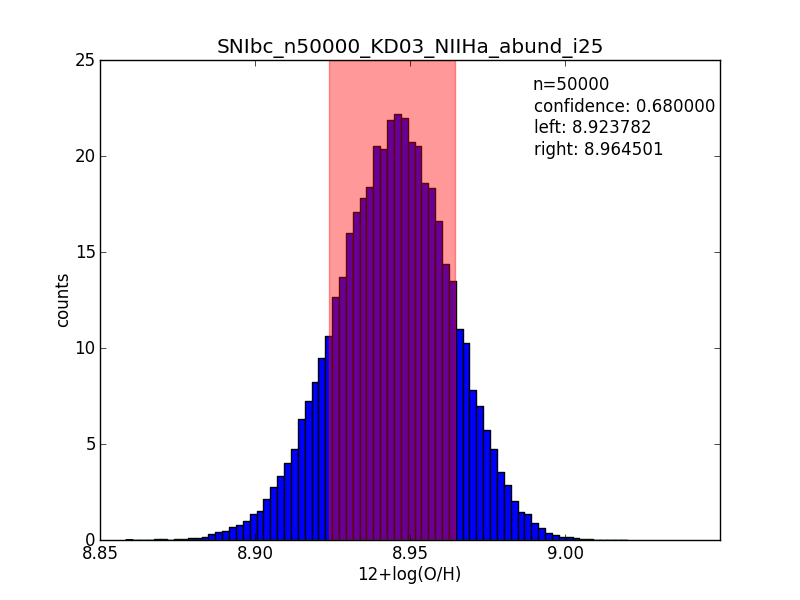 SNIbc_n50000_KD03_NIIHa_abund_i25
n=50000
confidence: 0.680000
left: 8.923782
right: 8.964501
25
20
15
10
5
0
counts
8.85
8.90
8.95
9.00
12+log(O/H)